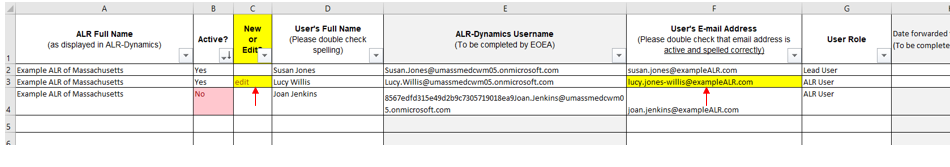 A B C D E F G
1
ALR Full Name
(as displayed in ALR-Dynamics)
Active?
New
or
Edit?
User's Full Name
(Please double check
spelling)
ALR-Dynamics Username
(To be completed by EOEA)
User's E-mail Address
(Please double check that email address is
active and spelled correctly)
User Role
Date forwarded
(To be complete
2 Example ALR of Massachusetts Yes Susan Jones Susan.Jones@umassmedcwm05.onmicrosoft.com susan.jones@exampleALR.com Lead User
3 Example ALR of Massachusetts Yes edit Lucy Willis Lucy.Willis@umassmedcwm05.onmicrosoft.com lucy.jones-willis@exampleALR.com ALR User
4 Example ALR of Massachusetts No Joan Jenkins
8567edfd315e49d2b9c7305719018ea9Joan.Jenkins@umassmedcwm0
5.onmicrosoft.com
joan.jenkins@exampleALR.com
ALR User
5
6